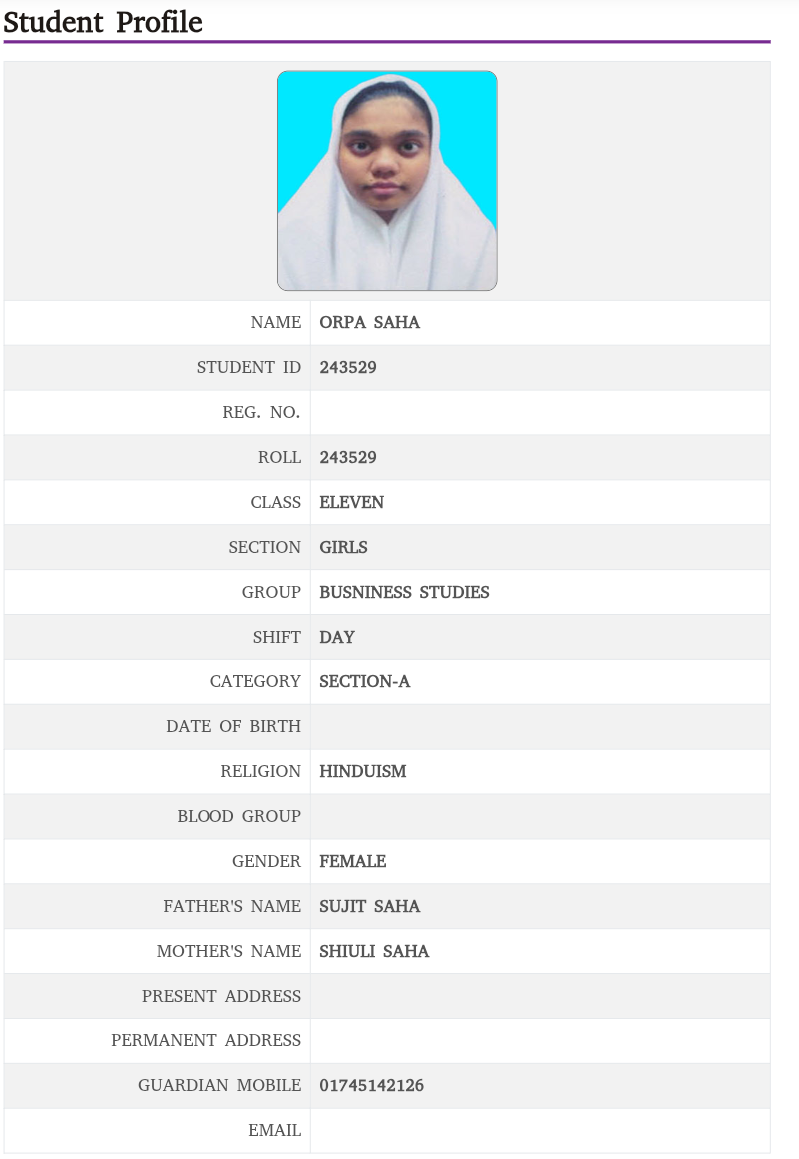 Student Profile
NAME ORPA SAHA
STUDENT ID 243529
REG. NO.
ROLL 243529
CLASS ELEVEN
SECTION GIRLS
GROUP BUSNINESS STUDIES
SHIFT DAY
CATEGORY SECTION-A
DATE OF BIRTH
RELIGION HINDUISM
BLOOD GROUP
GENDER FEMALE
FATHER'S NAME SUJIT SAHA
MOTHER'S NAME SHIULI SAHA
PRESENT ADDRESS
PERMANENT ADDRESS
GUARDIAN MOBILE 01745142126
EMAIL